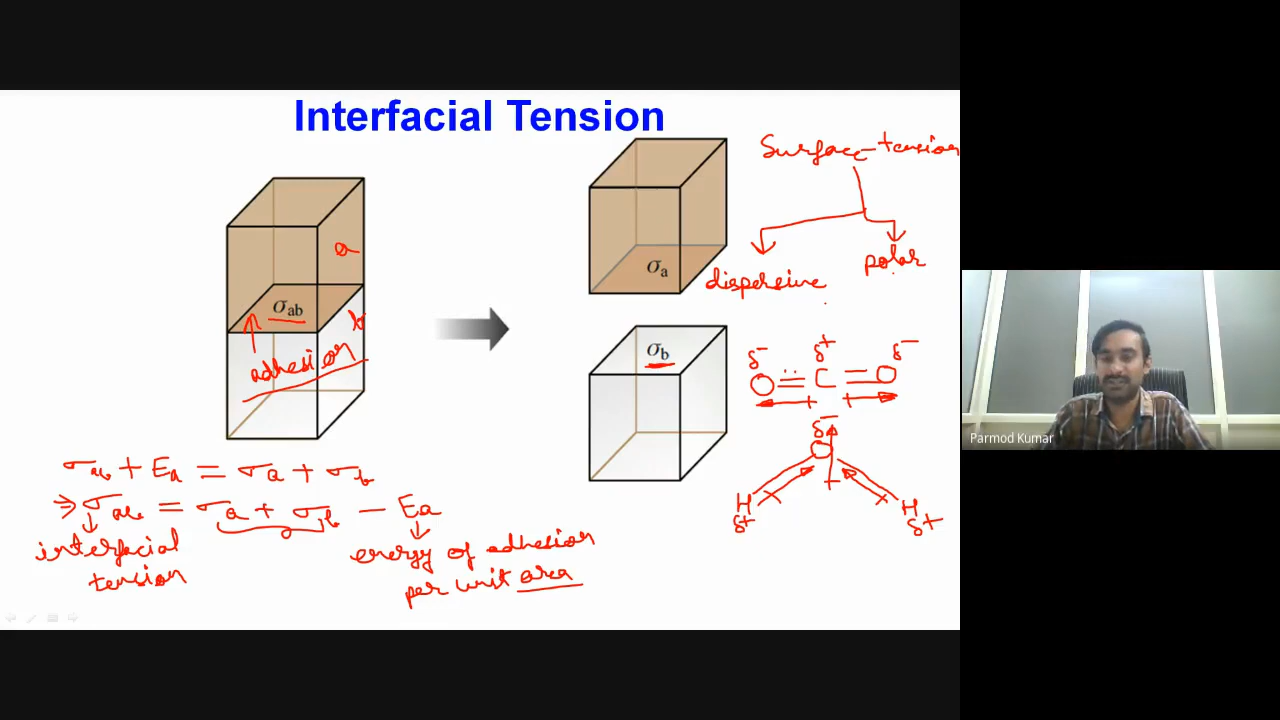 Interfacial Tension
Surface-tension
dispersive
polar
a
σab
b
adhesion
σa
σb
δ- δ+ δ-
O = C = O
δ-
O
H H
δ+ δ+
σab + Ea = σa + σb
⇒ σab = σa + σb - Ea
interfacial
tension
energy of adhesion
per unit area
Parmod Kumar